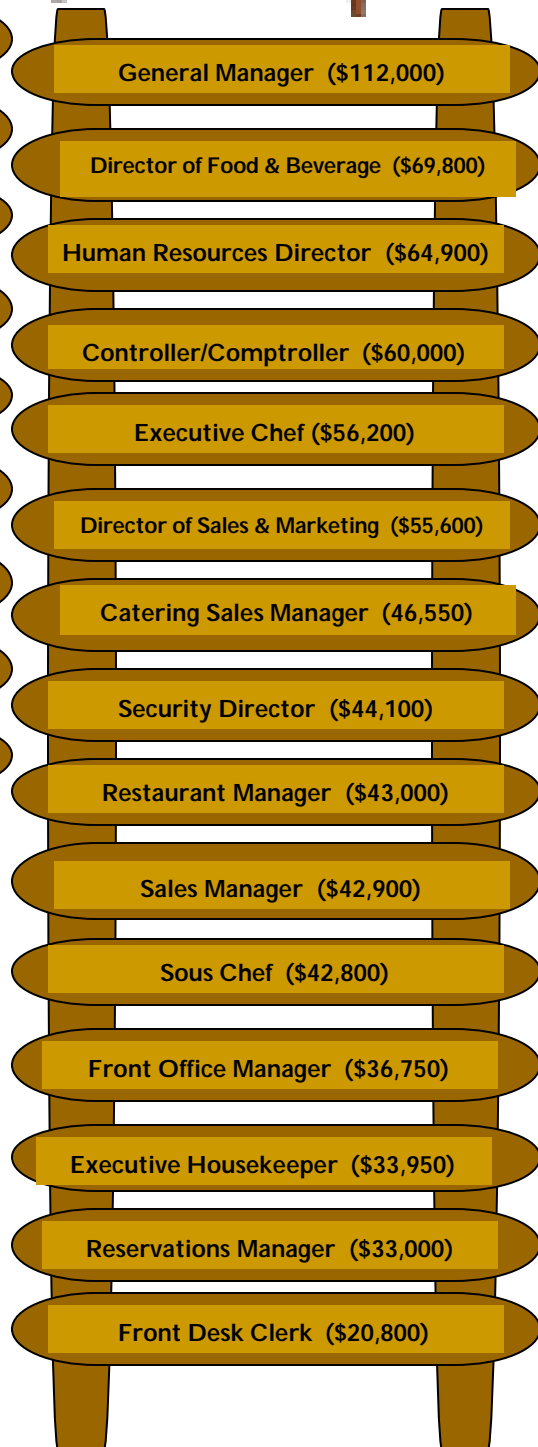 General Manager ($112,000)
Director of Food & Beverage ($69,800)
Human Resources Director ($64,900)
Controller/Comptroller ($60,000)
Executive Chef ($56,200)
Director of Sales & Marketing ($55,600)
Catering Sales Manager (46,550)
Security Director ($44,100)
Restaurant Manager ($43,000)
Sales Manager ($42,900)
Sous Chef ($42,800)
Front Office Manager ($36,750)
Executive Housekeeper ($33,950)
Reservations Manager ($33,000)
Front Desk Clerk ($20,800)